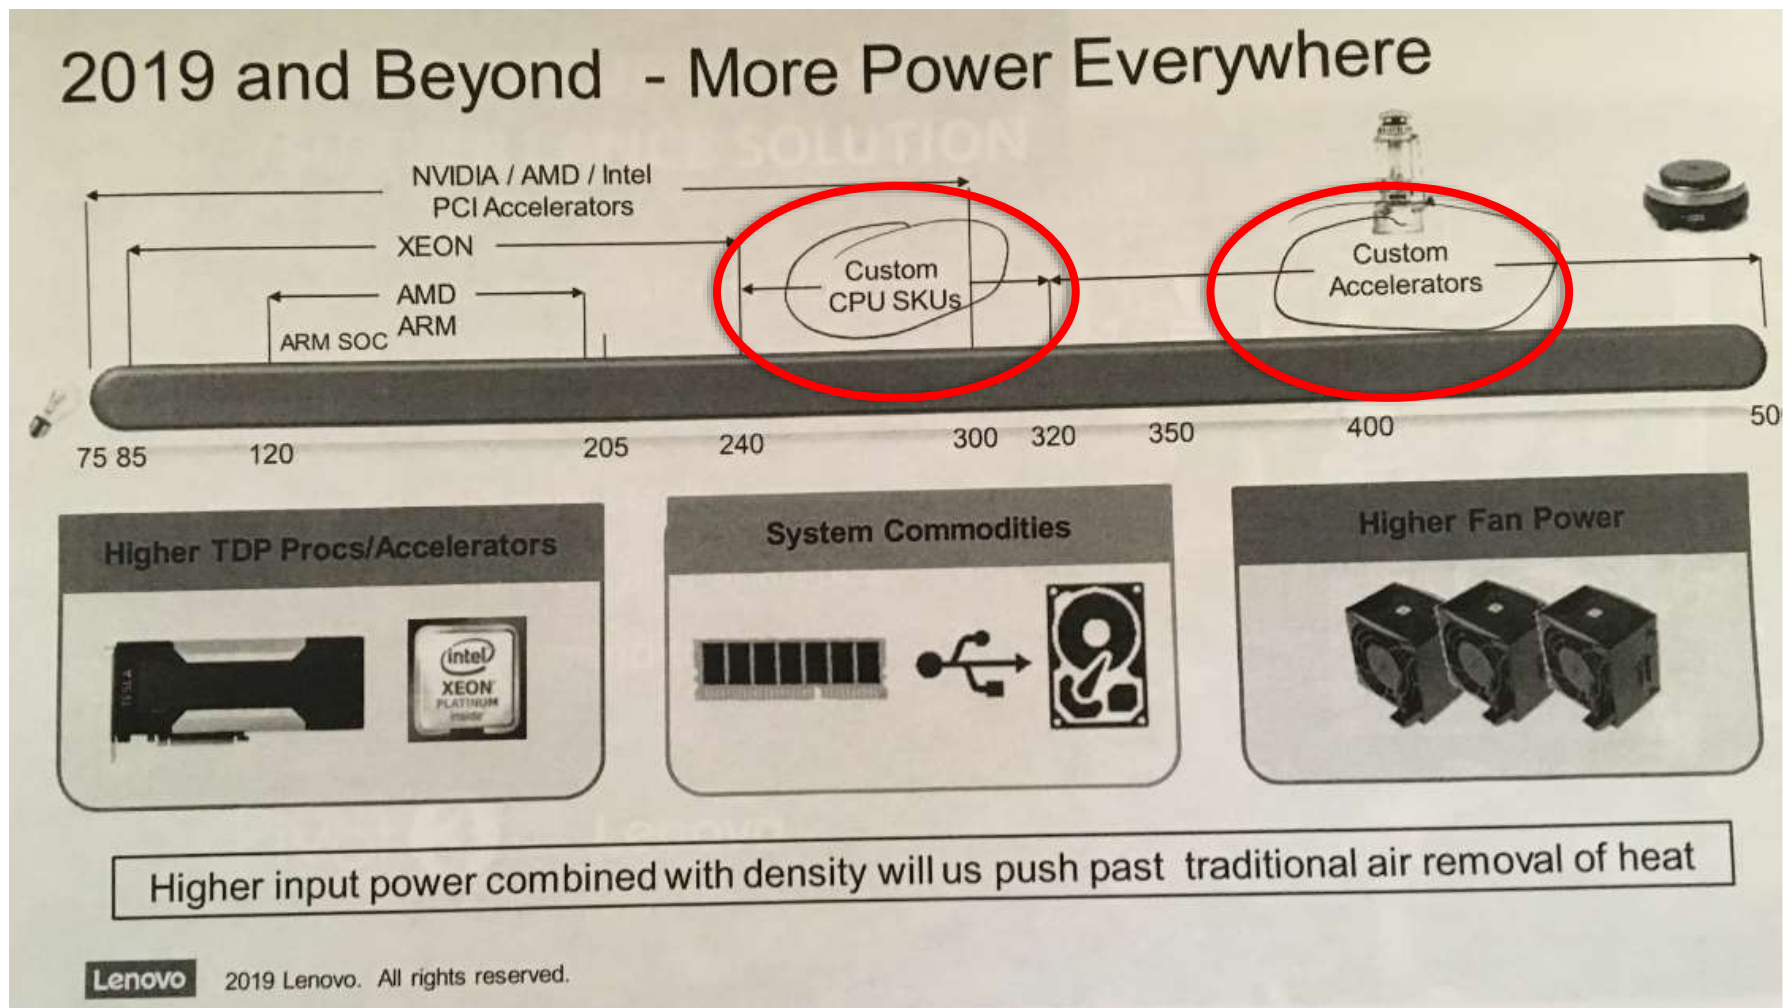 2019 and Beyond - More Power Everywhere
NVIDIA / AMD / Intel
PCI Accelerators
XEON
AMD
ARM
ARM SOC
Custom
CPU SKUs
Custom
Accelerators
75 85 120 205 240 300 320 350 400 50
Higher TDP Procs/Accelerators
System Commodities
Higher Fan Power
TESLA
intel
XEON
PLATINUM
inside
Higher input power combined with density will us push past traditional air removal of heat
Lenovo
2019 Lenovo. All rights reserved.